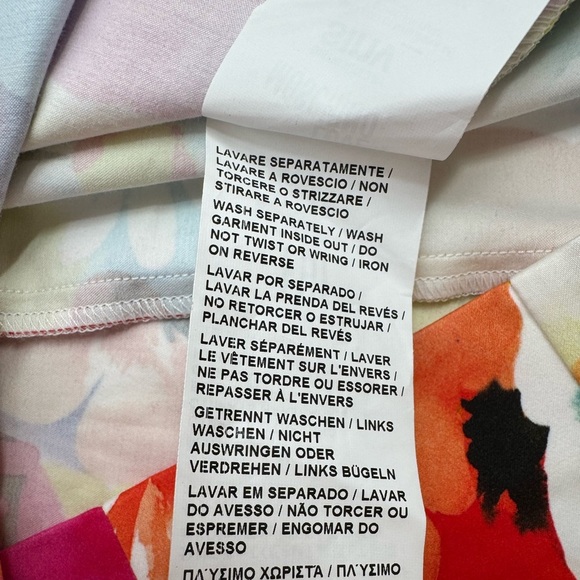 LAVARE SEPARATAMENTE /
LAVARE A ROVESCIO / NON
TORCERE O STRIZZARE /
STIRARE A ROVESCIO
WASH SEPARATELY / WASH
GARMENT INSIDE OUT / DO
NOT TWIST OR WRING / IRON
ON REVERSE
LAVAR POR SEPARADO /
LAVAR LA PRENDA DEL REVÉS /
NO RETORCER O ESTRUJAR /
PLANCHAR DEL REVÉS
LAVER SÉPARÉMENT / LAVER
LE VÊTEMENT SUR L'ENVERS /
NE PAS TORDRE OU ESSORER /
REPASSER À L'ENVERS
GETRENNT WASCHEN / LINKS
WASCHEN / NICHT
AUSWRINGEN ODER
VERDREHEN / LINKS BÜGELN
LAVAR EM SEPARADO / LAVAR
DO AVESSO / NÃO TORCER OU
ESPREMER / ENGOMAR DO
AVESSO
ΠΛΎΣΙΜΟ ΧΩΡΙΣΤΆ / ΠΛΎΣΙΜΟ